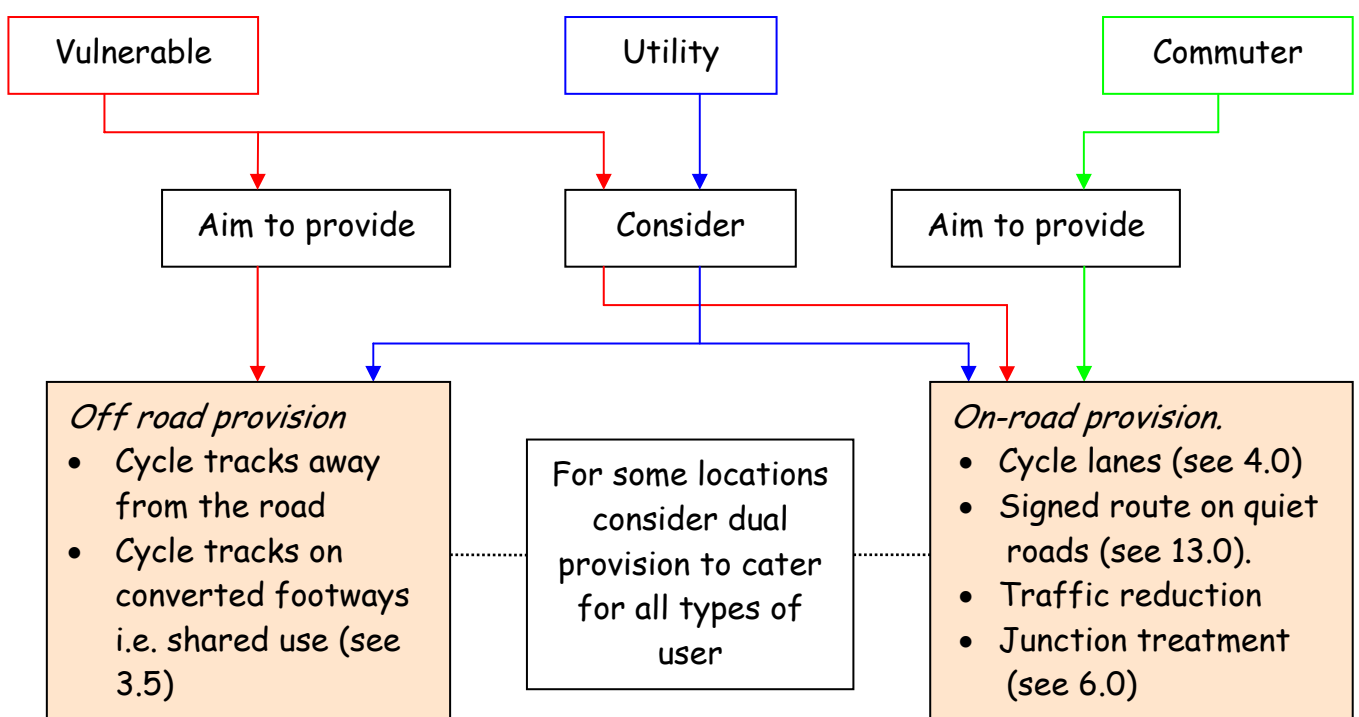 Vulnerable
Utility
Commuter
Aim to provide
Consider
Aim to provide
Off road provision
• Cycle tracks away
from the road
• Cycle tracks on
converted footways
i.e. shared use (see
3.5)
For some locations
consider dual
provision to cater
for all types of
user
On-road provision.
• Cycle lanes (see 4.0)
• Signed route on quiet
roads (see 13.0).
• Traffic reduction
• Junction treatment
(see 6.0)